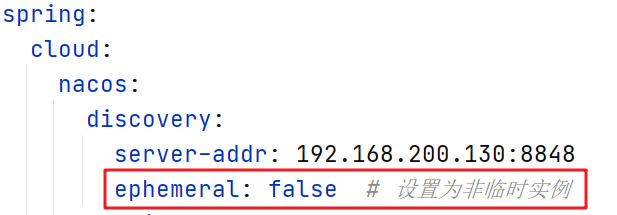 spring:
cloud:
nacos:
discovery:
server-addr: 192.168.200.130:8848
ephemeral: false  # 设置为非临时实例